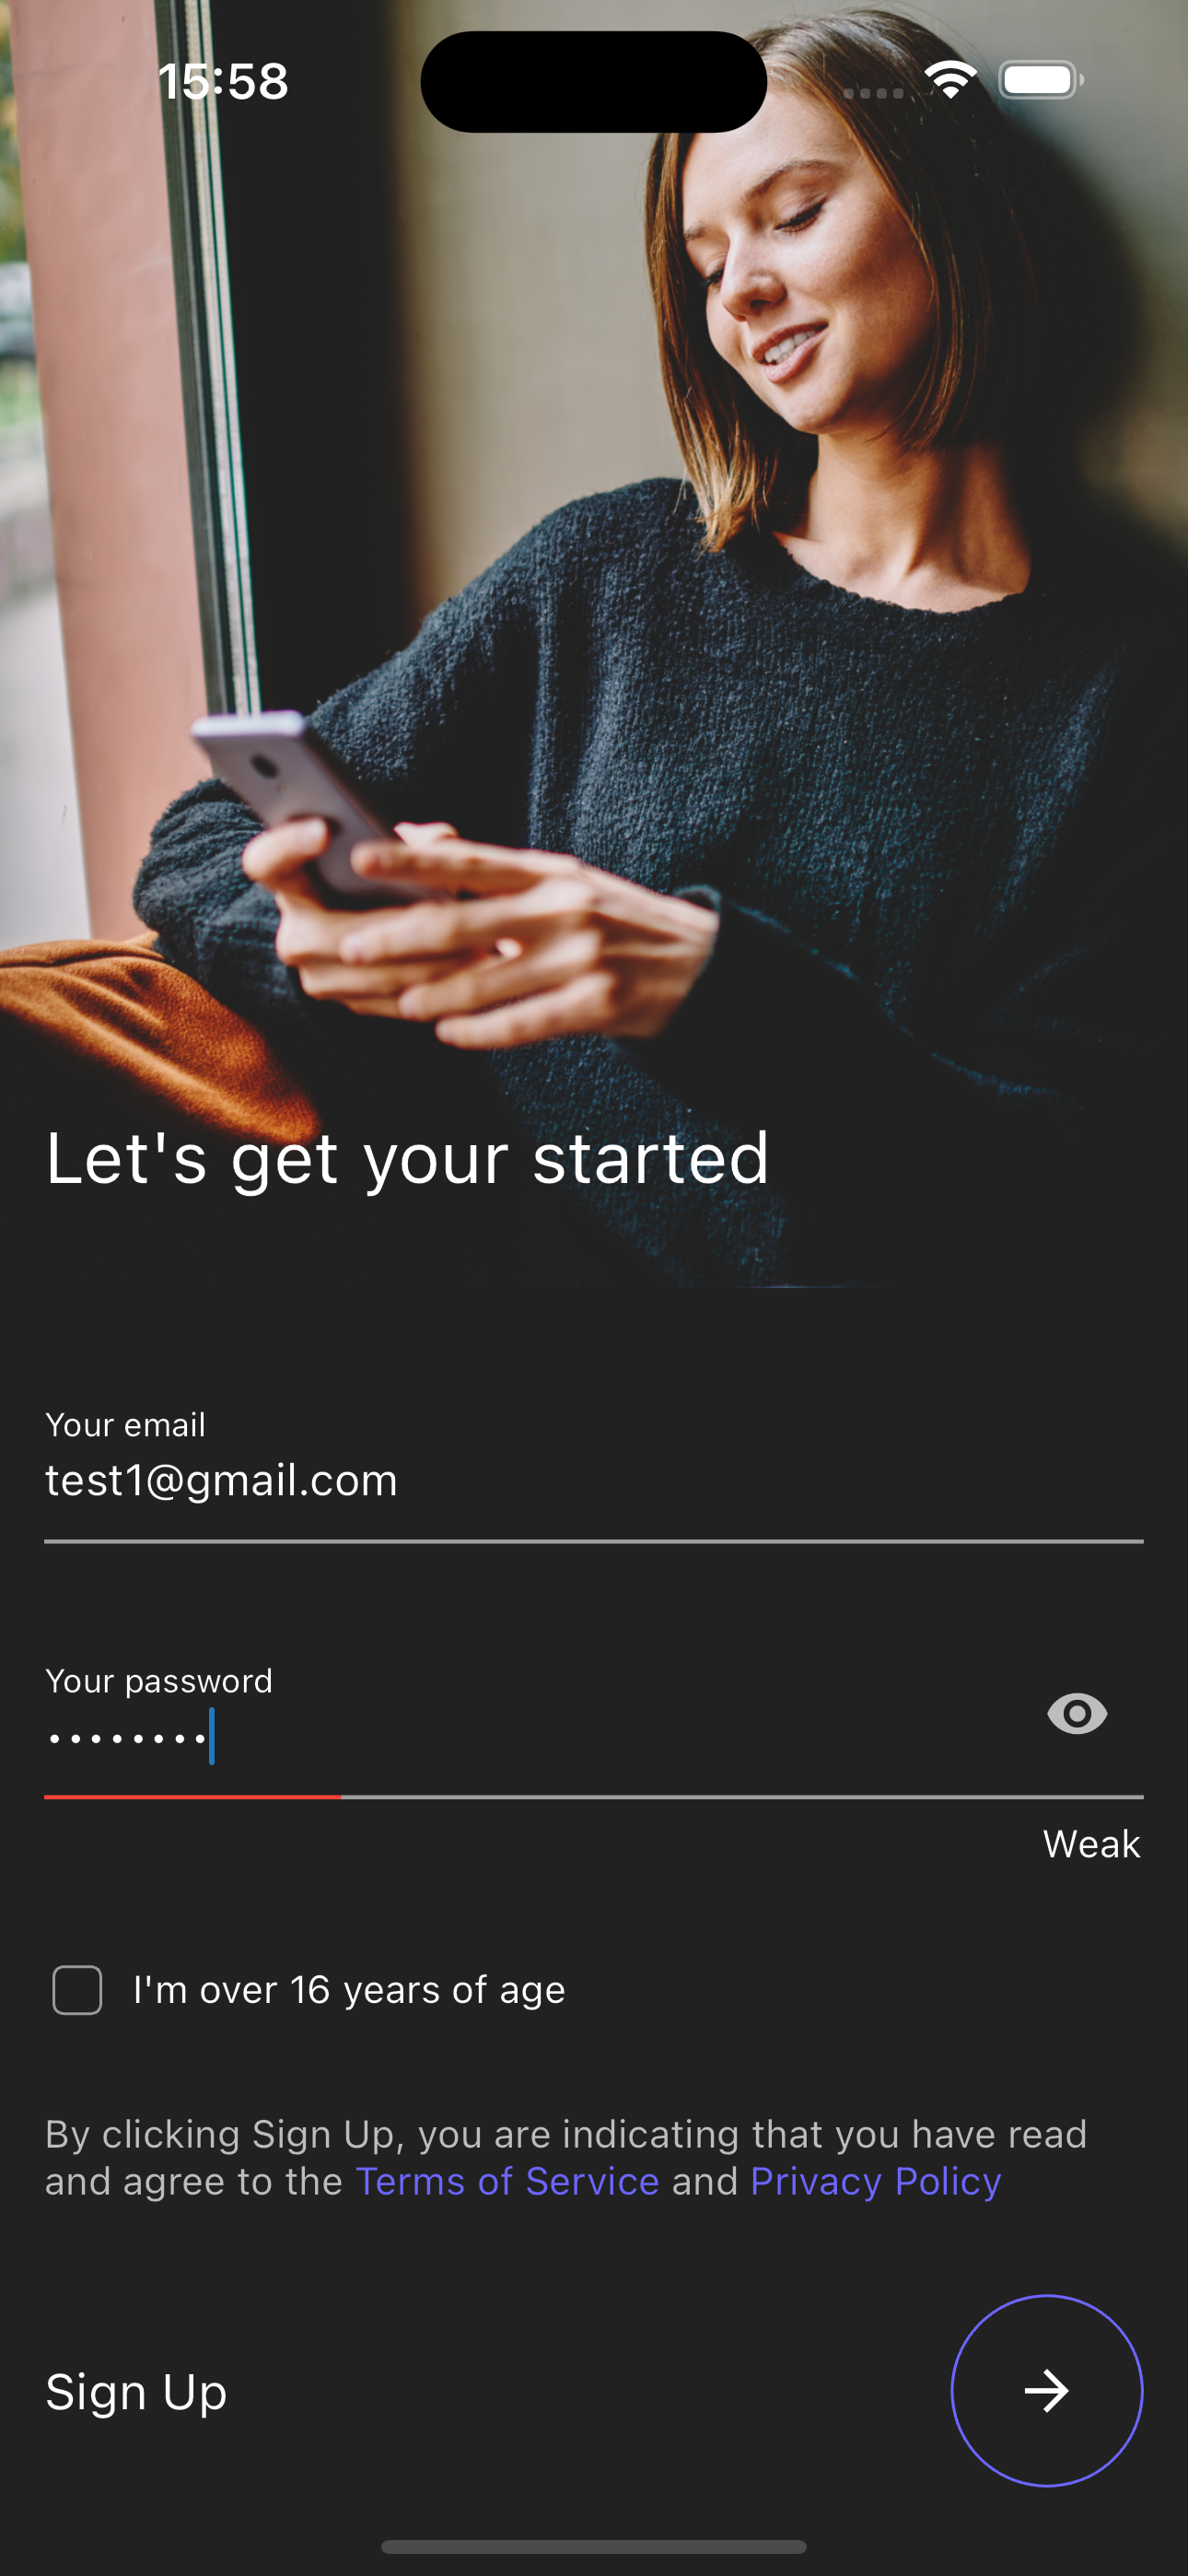 15:58
Let's get your started
Your email
test1@gmail.com
Your password
••••••••
Weak
I'm over 16 years of age
By clicking Sign Up, you are indicating that you have read
and agree to the Terms of Service and Privacy Policy
Sign Up